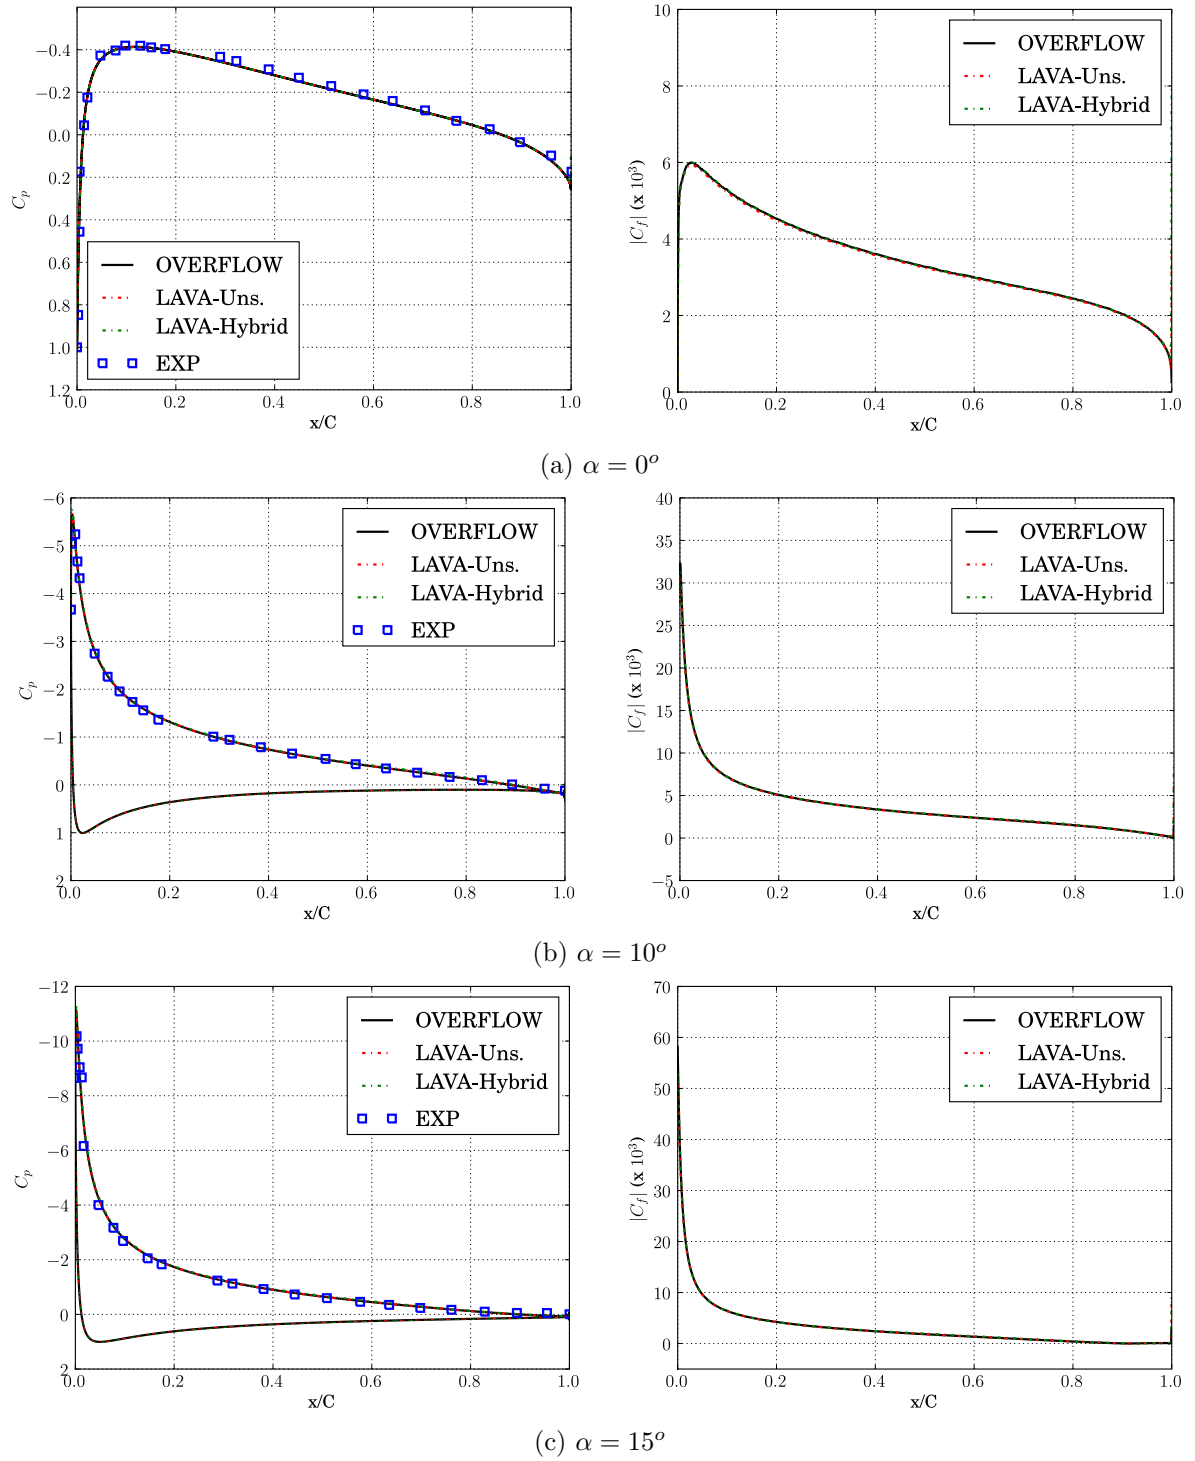 −0.4
−0.2
0.0
0.2
0.4
0.6
0.8
1.0
1.2
C_p
OVERFLOW
LAVA-Uns.
LAVA-Hybrid
EXP
0.0 0.2 0.4 0.6 0.8 1.0
x/C
10
8
6
4
2
0
|C_f| (x 10³)
OVERFLOW
LAVA-Uns.
LAVA-Hybrid
0.0 0.2 0.4 0.6 0.8 1.0
x/C
(a) α = 0°
−6
−5
−4
−3
−2
−1
0
1
2
C_p
OVERFLOW
LAVA-Uns.
LAVA-Hybrid
EXP
0.0 0.2 0.4 0.6 0.8 1.0
x/C
40
35
30
25
20
15
10
5
0
−5
|C_f| (x 10³)
OVERFLOW
LAVA-Uns.
LAVA-Hybrid
0.0 0.2 0.4 0.6 0.8 1.0
x/C
(b) α = 10°
−12
−10
−8
−6
−4
−2
0
2
C_p
OVERFLOW
LAVA-Uns.
LAVA-Hybrid
EXP
0.0 0.2 0.4 0.6 0.8 1.0
x/C
70
60
50
40
30
20
10
0
|C_f| (x 10³)
OVERFLOW
LAVA-Uns.
LAVA-Hybrid
0.0 0.2 0.4 0.6 0.8 1.0
x/C
(c) α = 15°